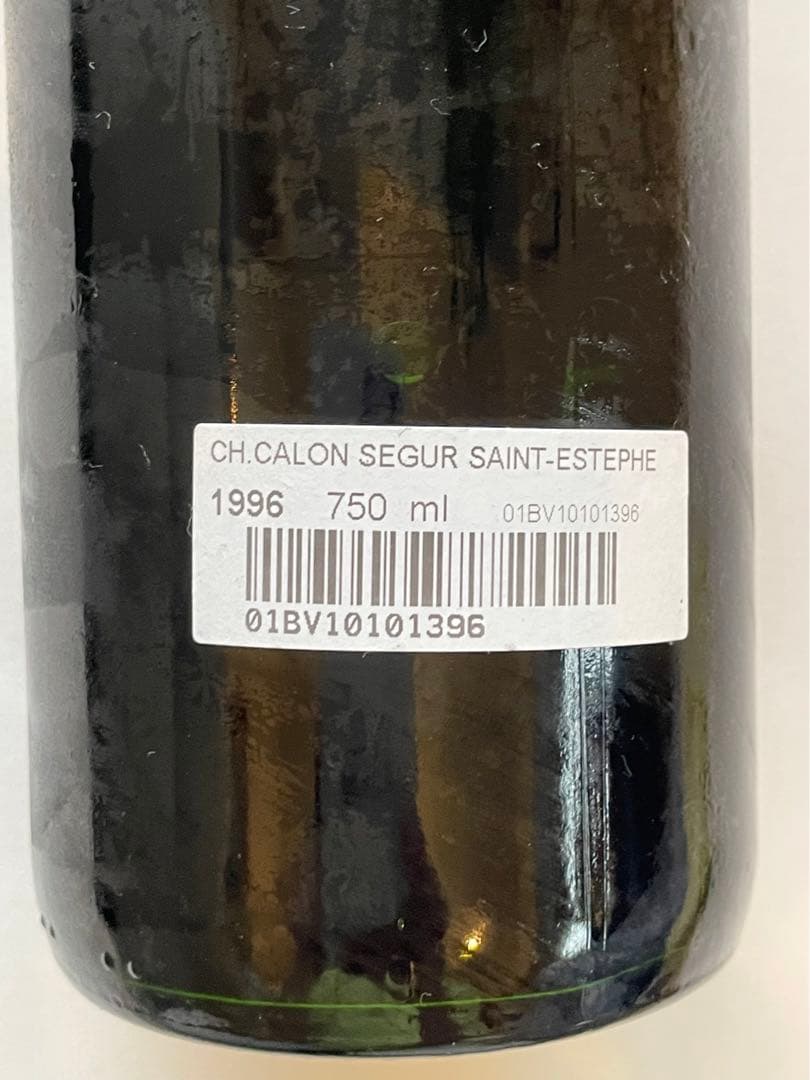 CH.CALON SEGUR SAINT-ESTEPHE
1996 750 ml 01BV10101396
01BV10101396